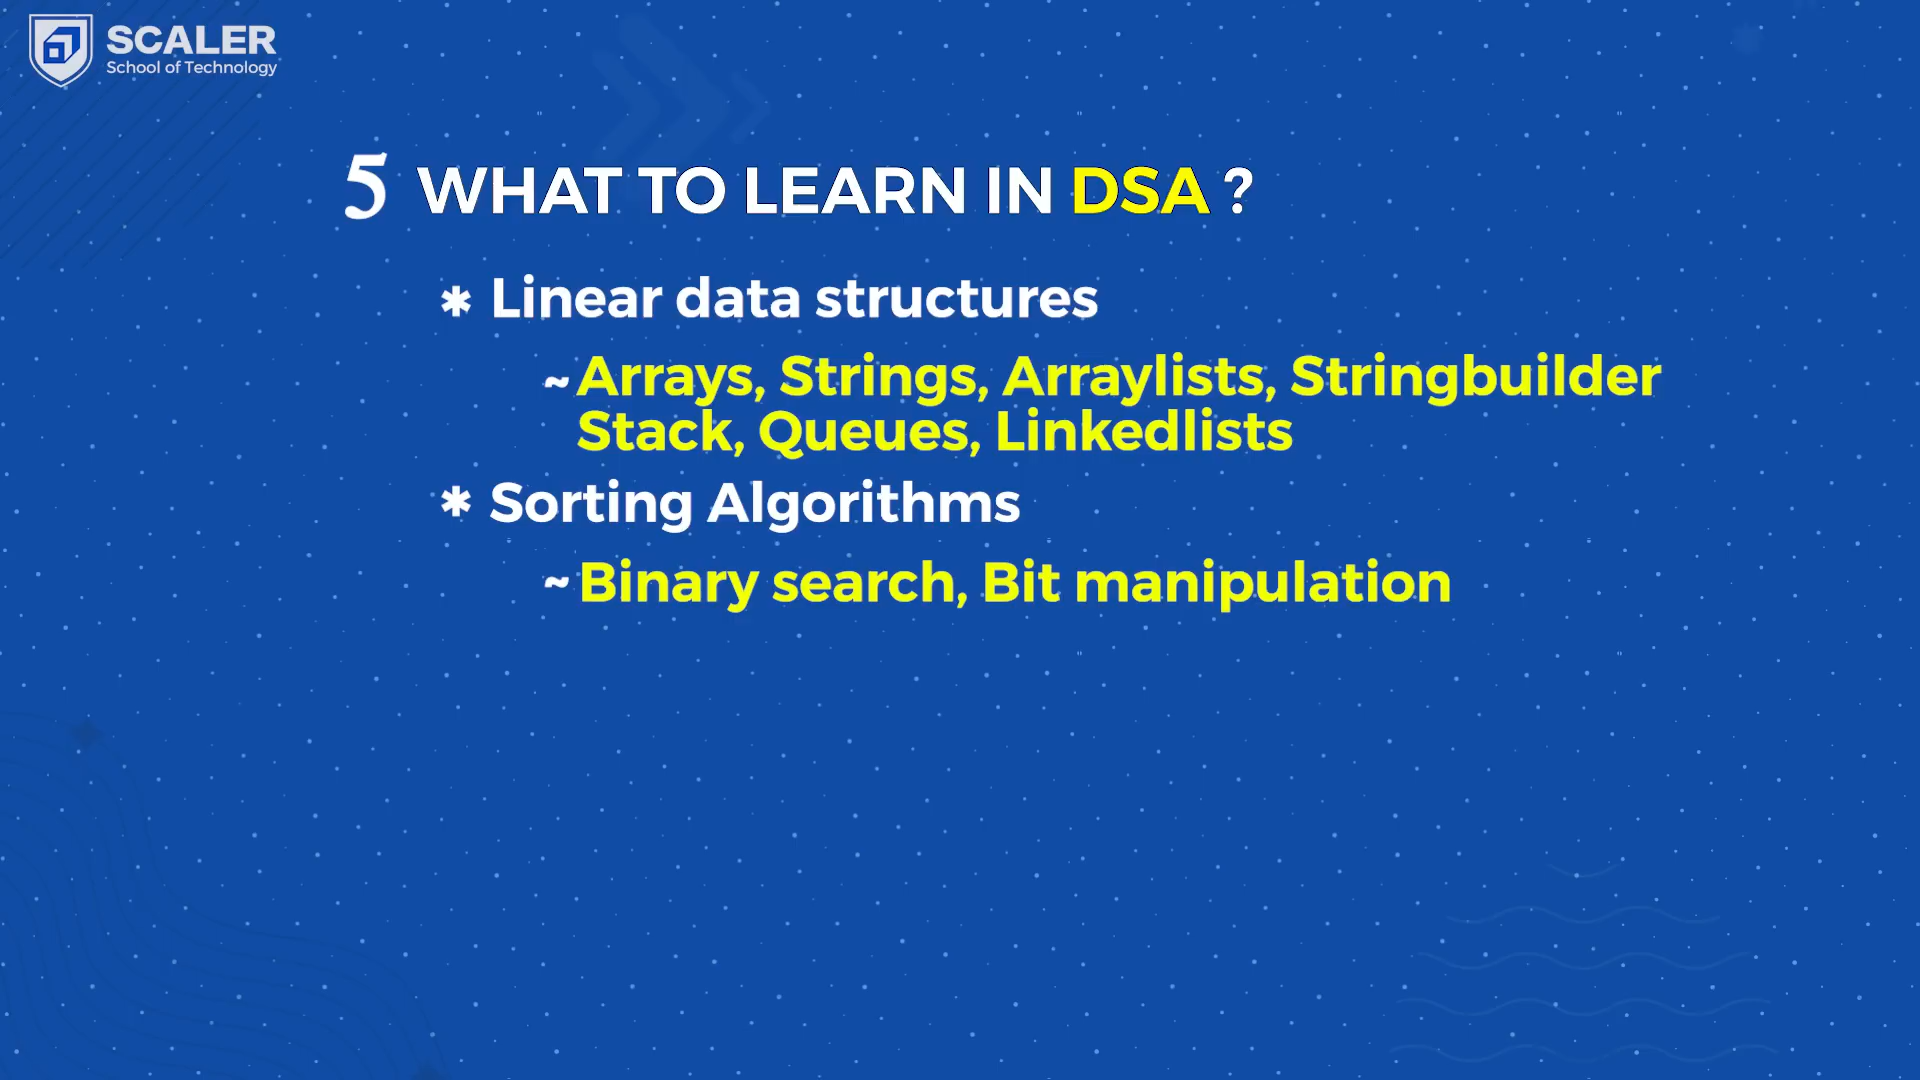 SCALER
School of Technology
5 WHAT TO LEARN IN DSA ?
* Linear data structures
~Arrays, Strings, Arraylists, Stringbuilder
Stack, Queues, Linkedlists
* Sorting Algorithms
~Binary search, Bit manipulation